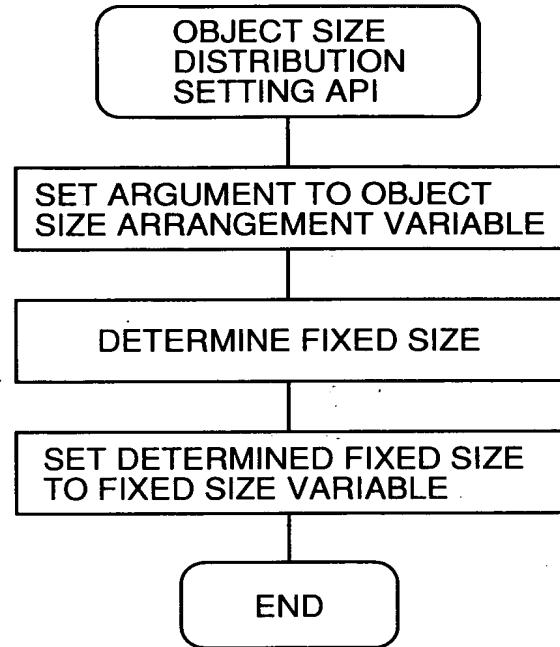 OBJECT SIZE
DISTRIBUTION
SETTING API
SET ARGUMENT TO OBJECT
SIZE ARRANGEMENT VARIABLE
DETERMINE FIXED SIZE
SET DETERMINED FIXED SIZE
TO FIXED SIZE VARIABLE
END